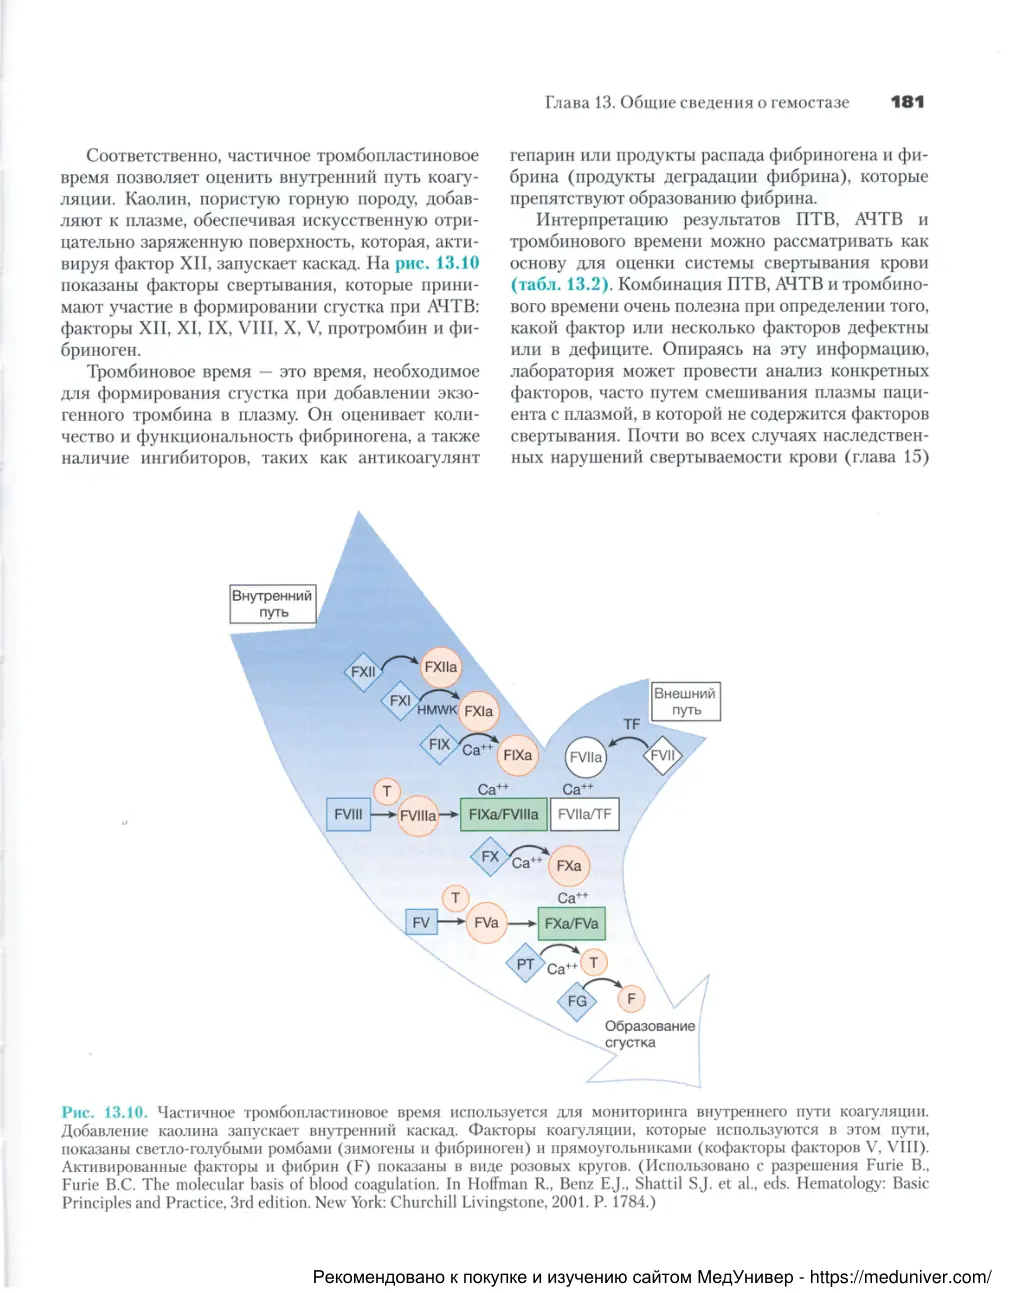 Глава 13. Общие сведения о гемостазе 181
Соответственно, частичное тромбопластиновое
время позволяет оценить внутренний путь коагу-
ляции. Каолин, пористую горную породу, добав-
ляют к плазме, обеспечивая искусственную отри-
цательно заряженную поверхность, которая, акти-
вируя фактор XII, запускает каскад. На рис. 13.10
показаны факторы свертывания, которые прини-
мают участие в формировании сгустка при АЧТВ:
факторы XII, XI, IX, VIII, X, V, протромбин и фи-
бриноген.
Тромбиновое время — это время, необходимое
для формирования сгустка при добавлении экзо-
генного тромбина в плазму. Он оценивает коли-
чество и функциональность фибриногена, а также
наличие ингибиторов, таких как антикоагулянт
гепарин или продукты распада фибриногена и фи-
брина (продукты деградации фибрина), которые
препятствуют образованию фибрина.
Интерпретацию результатов ПТВ, АЧТВ и
тромбинового времени можно рассматривать как
основу для оценки системы свертывания крови
(табл. 13.2). Комбинация ПТВ, АЧТВ и тромбино-
вого времени очень полезна при определении того,
какой фактор или несколько факторов дефектны
или в дефиците. Опираясь на эту информацию,
лаборатория может провести анализ конкретных
факторов, часто путем смешивания плазмы паци-
ента с плазмой, в которой не содержится факторов
свертывания. Почти во всех случаях наследствен-
ных нарушений свертываемости крови (глава 15)
Внутренний
путь
FXII FXIIa
FXI HMWK FXIa
FIX Ca++ FIXa
Внешний
путь
TF
FVIIa FVII
T Ca++ Ca++
FVIII FVIIIa FIXa/FVIIIa FVIIa/TF
FX Ca++ FXa
T Ca++
FV FVa FXa/FVa
PT Ca++ T
FG F
Образование
сгустка
Рис. 13.10. Частичное тромбопластиновое время используется для мониторинга внутреннего пути коагуляции.
Добавление каолина запускает внутренний каскад. Факторы коагуляции, которые используются в этом пути,
показаны светло-голубыми ромбами (зимогены и фибриноген) и прямоугольниками (кофакторы факторов V, VIII).
Активированные факторы и фибрин (F) показаны в виде розовых кругов. (Использовано с разрешения Furie B.,
Furie B.C. The molecular basis of blood coagulation. In Hoffman R., Benz E.J., Shattil S.J. et al., eds. Hematology: Basic
Principles and Practice, 3rd edition. New York: Churchill Livingstone, 2001. P. 1784.)
Рекомендовано к покупке и изучению сайтом МедУнивер - https://meduniver.com/